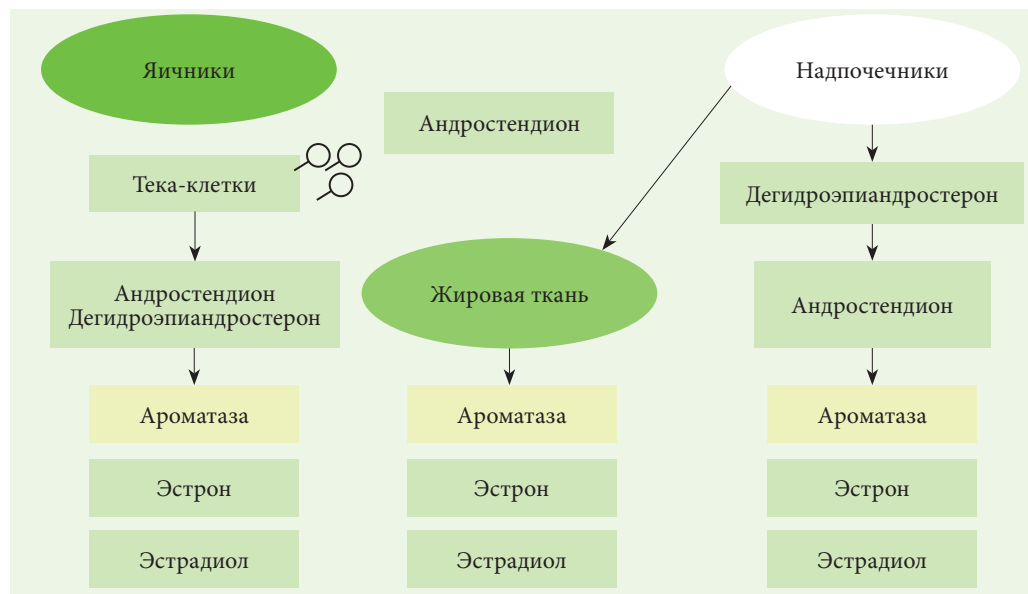 Яичники
Надпочечники
Андростендион
Тека-клетки
Дегидроэпиандростерон
Андростендион
Дегидроэпиандростерон
Жировая ткань
Андростендион
Ароматаза
Ароматаза
Ароматаза
Эстрон
Эстрон
Эстрон
Эстрадиол
Эстрадиол
Эстрадиол